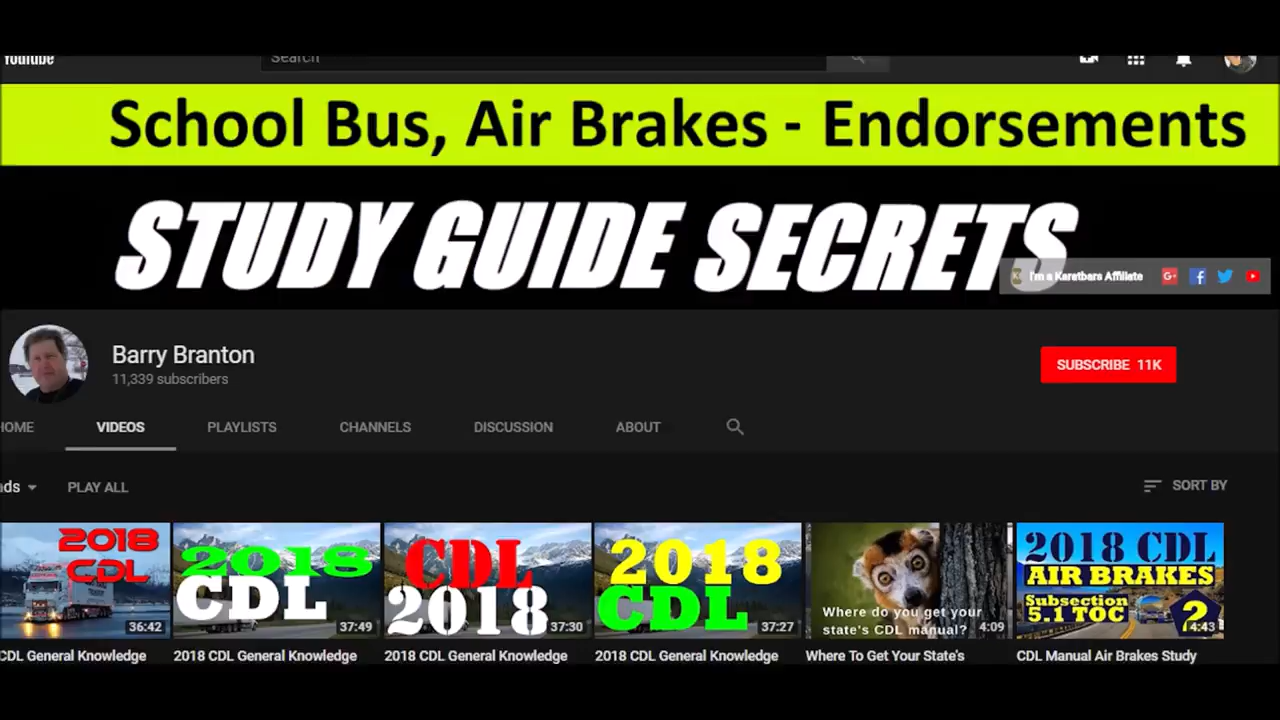 YouTube
Search
School Bus, Air Brakes - Endorsements
STUDY GUIDE SECRETS
I'm a Karatbars Affiliate
Barry Branton
11,339 subscribers
SUBSCRIBE 11K
HOME VIDEOS PLAYLISTS CHANNELS DISCUSSION ABOUT
ads PLAY ALL SORT BY
2018
CDL
36:42
2018
CDL
37:49
CDL
2018
37:30
2018
CDL
37:27
Where do you get your
state's CDL manual?
4:09
2018 CDL
AIR BRAKES
Subsection
5.1 TOC
2
4:43
CDL General Knowledge
2018 CDL General Knowledge
2018 CDL General Knowledge
2018 CDL General Knowledge
Where To Get Your State's
CDL Manual Air Brakes Study